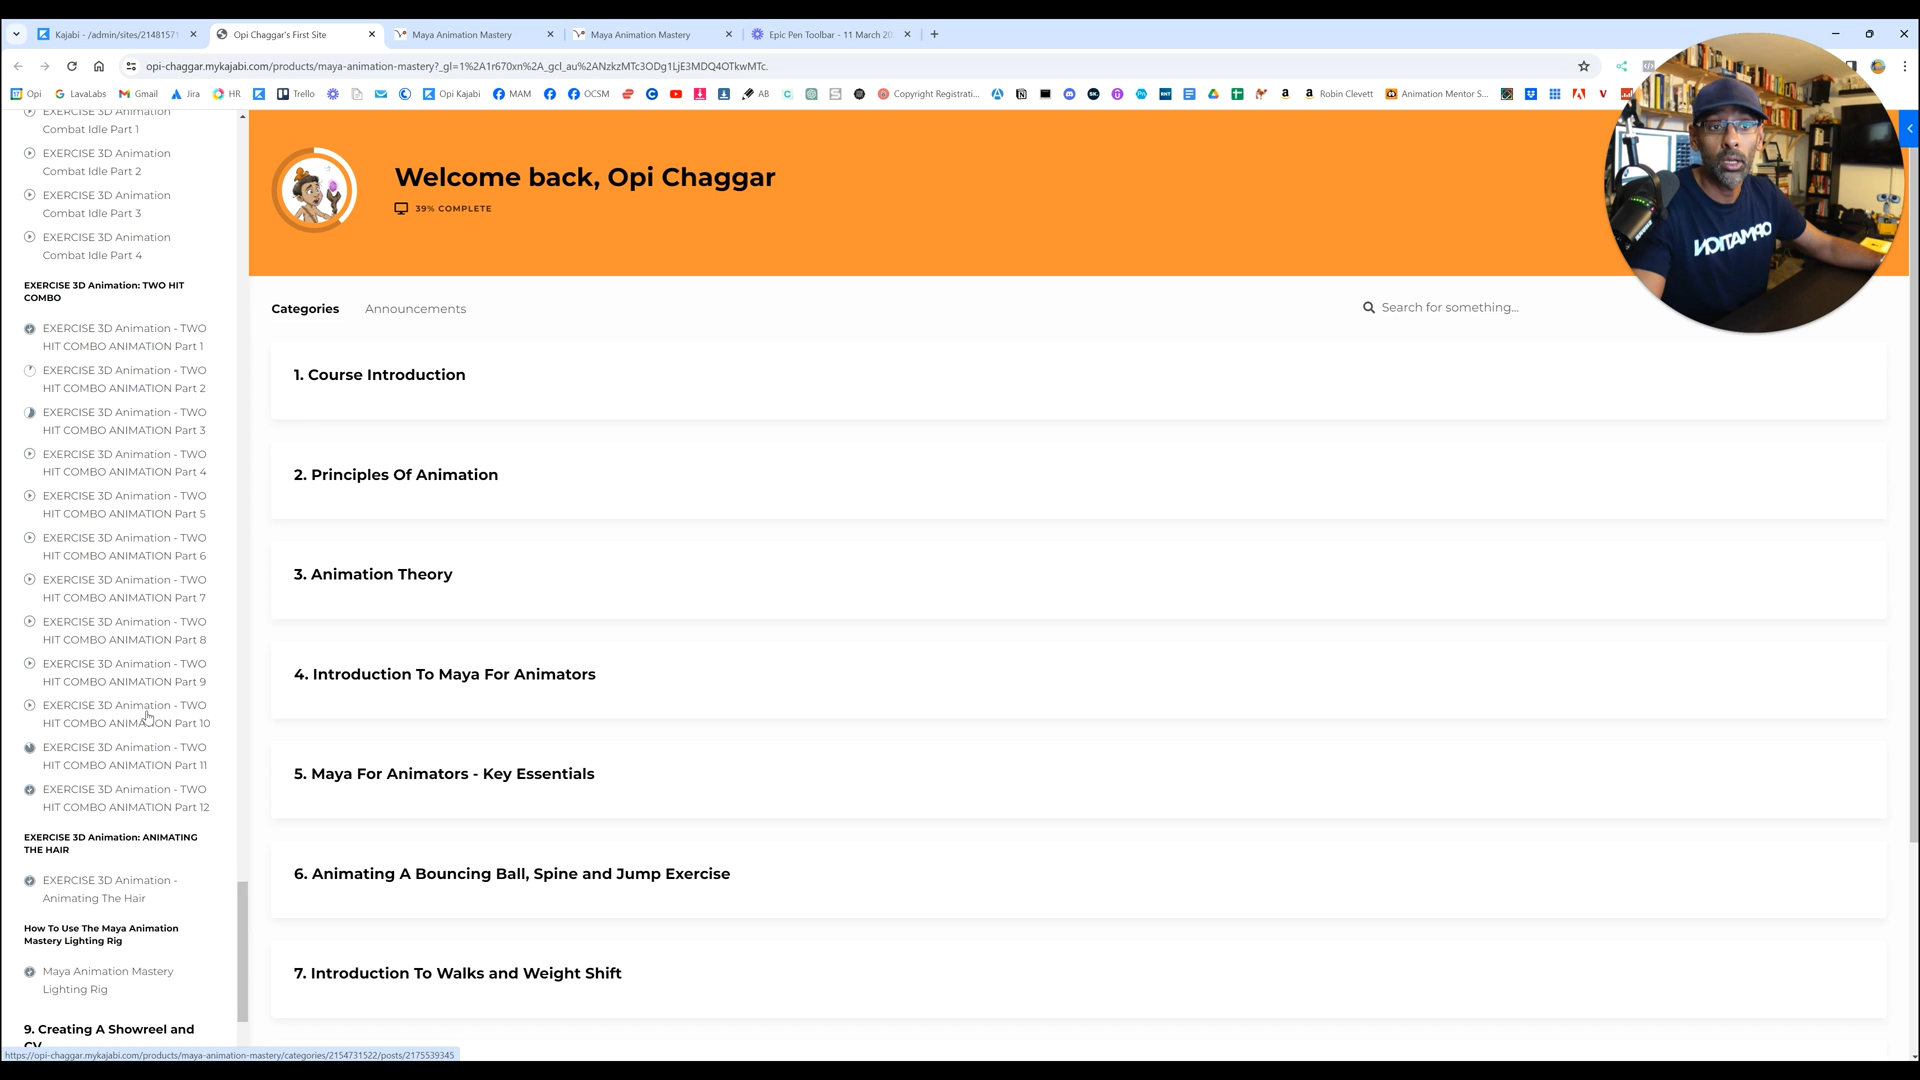 Kajabi - /admin/sites/21481571
Opi Chaggar's First Site
Maya Animation Mastery
Maya Animation Mastery
Epic Pen Toolbar - 11 March 20
opi-chaggar.mykajabi.com/products/maya-animation-mastery?_gl=1%2A1r670xn%2A_gcl_au%2ANzkzMTc3ODg1LjE3MDQ4OTkwMTc.
Opi
LavaLabs
Gmail
Jira
HR
Trello
Opi Kajabi
MAM
OCSM
AB
Copyright Registrati...
Robin Clevett
Animation Mentor S...
EXERCISE 3D Animation
Combat Idle Part 1
EXERCISE 3D Animation
Combat Idle Part 2
EXERCISE 3D Animation
Combat Idle Part 3
EXERCISE 3D Animation
Combat Idle Part 4
EXERCISE 3D Animation: TWO HIT
COMBO
EXERCISE 3D Animation - TWO
HIT COMBO ANIMATION Part 1
EXERCISE 3D Animation - TWO
HIT COMBO ANIMATION Part 2
EXERCISE 3D Animation - TWO
HIT COMBO ANIMATION Part 3
EXERCISE 3D Animation - TWO
HIT COMBO ANIMATION Part 4
EXERCISE 3D Animation - TWO
HIT COMBO ANIMATION Part 5
EXERCISE 3D Animation - TWO
HIT COMBO ANIMATION Part 6
EXERCISE 3D Animation - TWO
HIT COMBO ANIMATION Part 7
EXERCISE 3D Animation - TWO
HIT COMBO ANIMATION Part 8
EXERCISE 3D Animation - TWO
HIT COMBO ANIMATION Part 9
EXERCISE 3D Animation - TWO
HIT COMBO ANIMATION Part 10
EXERCISE 3D Animation - TWO
HIT COMBO ANIMATION Part 11
EXERCISE 3D Animation - TWO
HIT COMBO ANIMATION Part 12
EXERCISE 3D Animation: ANIMATING
THE HAIR
EXERCISE 3D Animation -
Animating The Hair
How To Use The Maya Animation
Mastery Lighting Rig
Maya Animation Mastery
Lighting Rig
9. Creating A Showreel and
CV
https://opi-chaggar.mykajabi.com/products/maya-animation-mastery/categories/2154731522/posts/2175539345
Welcome back, Opi Chaggar
39% COMPLETE
Categories
Announcements
Search for something...
1. Course Introduction
2. Principles Of Animation
3. Animation Theory
4. Introduction To Maya For Animators
5. Maya For Animators - Key Essentials
6. Animating A Bouncing Ball, Spine and Jump Exercise
7. Introduction To Walks and Weight Shift